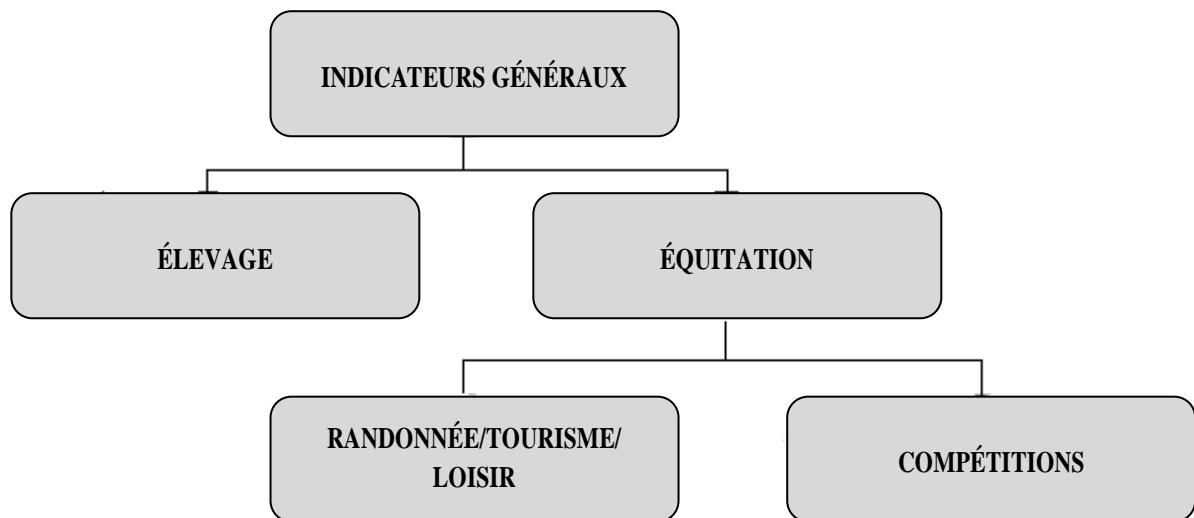 INDICATEURS GÉNÉRAUX
ÉLEVAGE
ÉQUITATION
RANDONNÉE/TOURISME/
LOISIR
COMPÉTITIONS